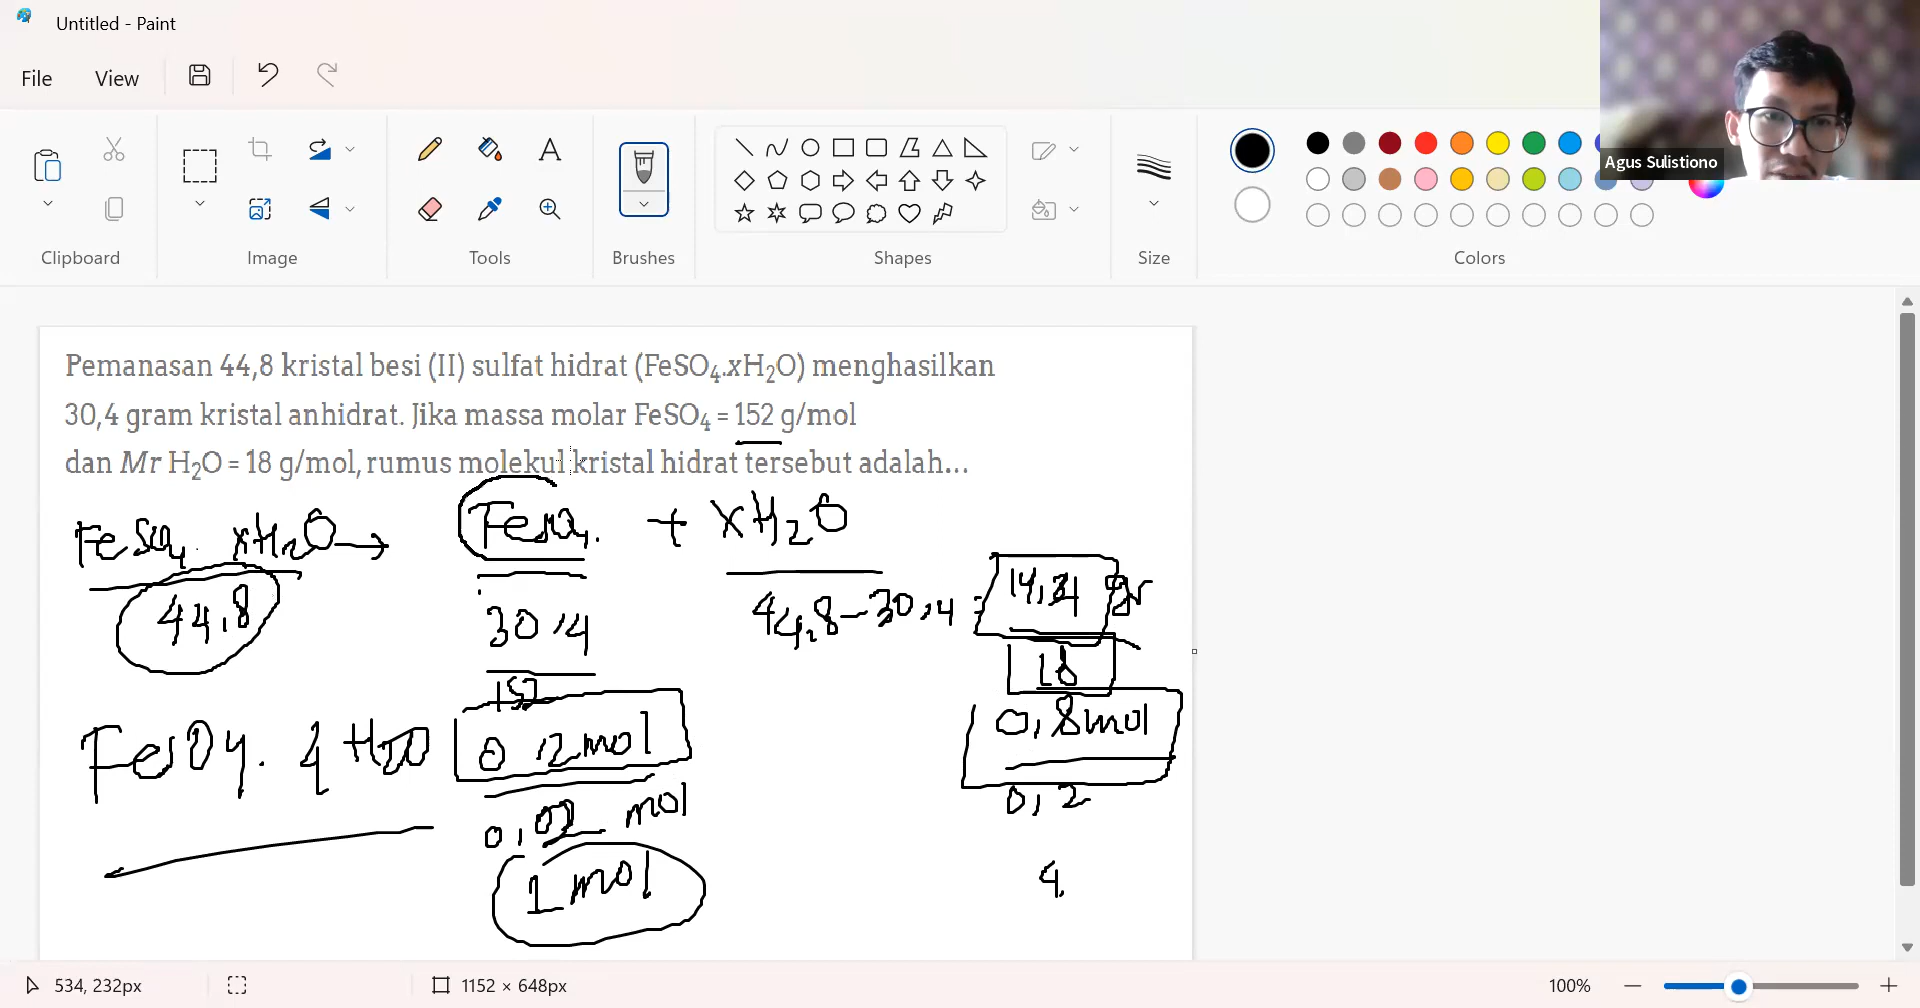 Untitled - Paint
File View
Clipboard Image Tools Brushes Shapes Size Colors
Agus Sulistiono
Pemanasan 44,8 kristal besi (II) sulfat hidrat (FeSO₄.xH₂O) menghasilkan
30,4 gram kristal anhidrat. Jika massa molar FeSO₄ = 152 g/mol
dan Mr H₂O = 18 g/mol, rumus molekul kristal hidrat tersebut adalah...
FeSO₄. xH₂O → FeSO₄. + xH₂O
44,8 30,4 44,8-30,4 = 14,4 gr
152 18
FeSO4. 4 H2O 0,2 mol 0,8 mol
mol 0,2
1 mol 4
534, 232px 1152 × 648px 100%